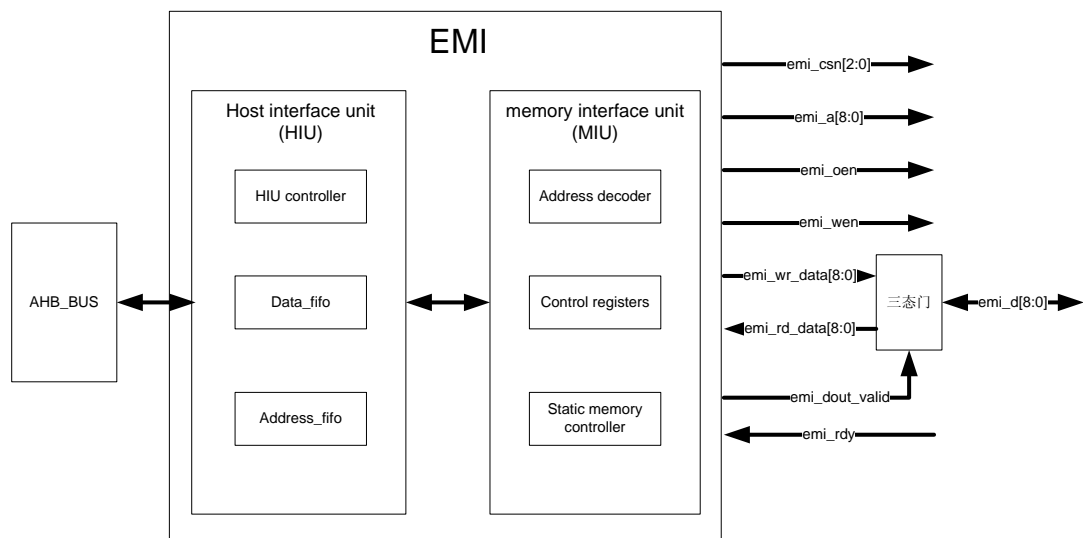 EMI
Host interface unit
(HIU)
HIU controller
Data_fifo
Address_fifo
memory interface unit
(MIU)
Address decoder
Control registers
Static memory
controller
AHB_BUS
emi_csn[2:0]
emi_a[8:0]
emi_oen
emi_wen
emi_wr_data[8:0]
emi_rd_data[8:0]
emi_dout_valid
emi_rdy
三态门
emi_d[8:0]